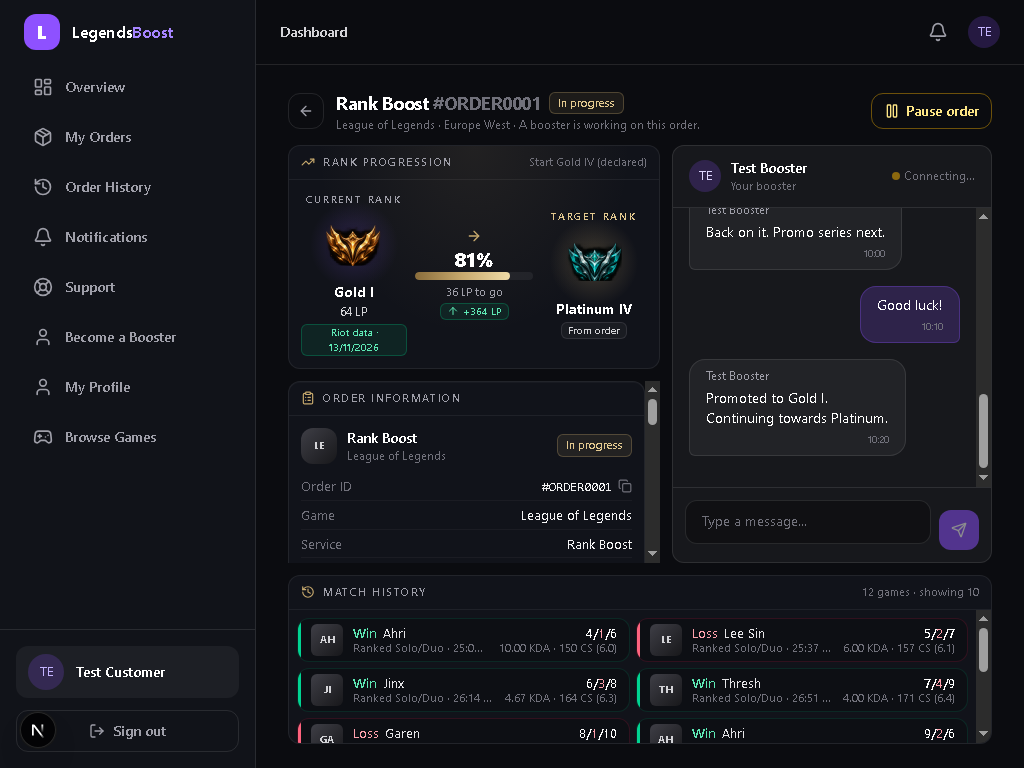 L LegendsBoost
Dashboard
TE
Overview
My Orders
Order History
Notifications
Support
Become a Booster
My Profile
Browse Games
TE Test Customer
N Sign out
Rank Boost #ORDER0001 In progress
League of Legends · Europe West · A booster is working on this order.
Pause order
RANK PROGRESSION
Start Gold IV (declared)
CURRENT RANK
Gold I
64 LP
Riot data ·
13/11/2026
81%
36 LP to go
+364 LP
TARGET RANK
Platinum IV
From order
ORDER INFORMATION
LE Rank Boost
League of Legends
In progress
Order ID #ORDER0001
Game League of Legends
Service Rank Boost
TE Test Booster
Your booster
Connecting...
Test Booster
Back on it. Promo series next.
10:00
Good luck!
10:10
Test Booster
Promoted to Gold I.
Continuing towards Platinum.
10:20
Type a message...
MATCH HISTORY
12 games · showing 10
AH Win Ahri 4/1/6
Ranked Solo/Duo · 25:0... 10.00 KDA · 150 CS (6.0)
LE Loss Lee Sin 5/2/7
Ranked Solo/Duo · 25:37 ... 6.00 KDA · 157 CS (6.1)
JI Win Jinx 6/3/8
Ranked Solo/Duo · 26:14 ... 4.67 KDA · 164 CS (6.3)
TH Win Thresh 7/4/9
Ranked Solo/Duo · 26:51 ... 4.00 KDA · 171 CS (6.4)
GA Loss Garen 8/1/10
AH Win Ahri 9/2/6